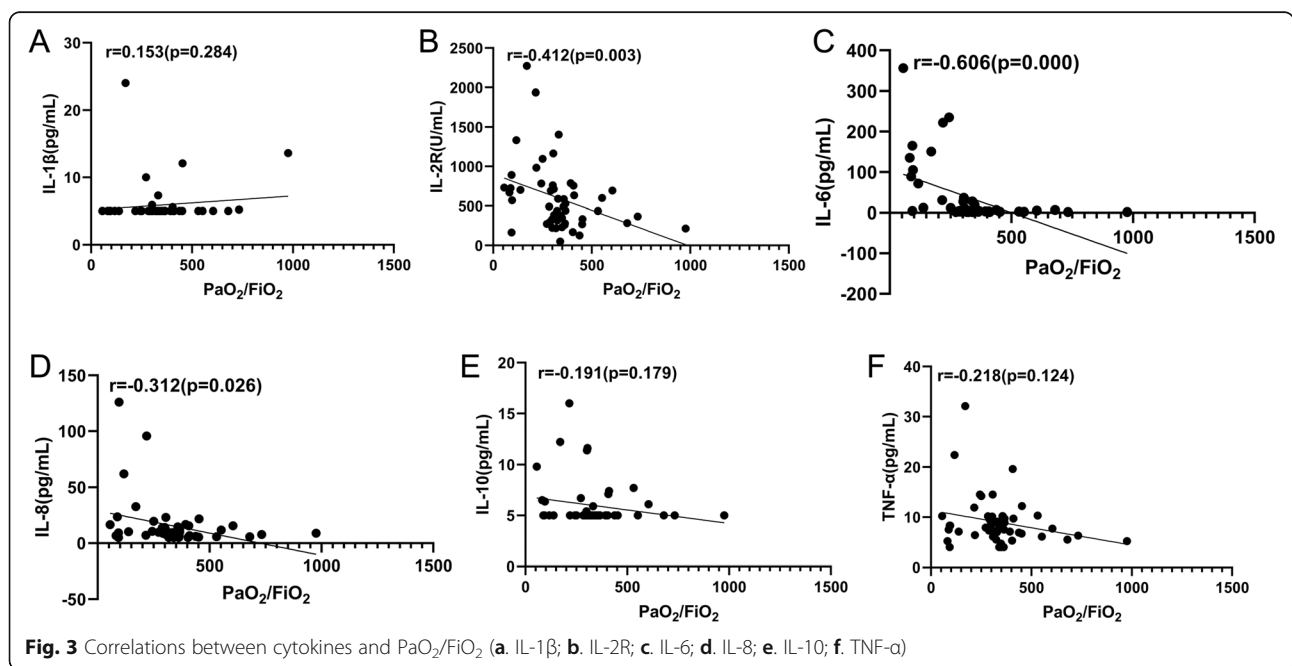 A
r=0.153(p=0.284)
30
20
10
0
IL-1β(pg/mL)
0 500 1000 1500
PaO₂/FiO₂
B
r=-0.412(p=0.003)
2500
2000
1500
1000
500
0
IL-2R(U/mL)
0 500 1000 1500
PaO₂/FiO₂
C
r=-0.606(p=0.000)
400
300
200
100
0
-100
-200
IL-6(pg/mL)
500 1000 1500
PaO₂/FiO₂
D
r=-0.312(p=0.026)
150
100
50
0
-50
IL-8(pg/mL)
500 1000 1500
PaO₂/FiO₂
E
r=-0.191(p=0.179)
20
15
10
5
0
IL-10(pg/mL)
0 500 1000 1500
PaO₂/FiO₂
F
r=-0.218(p=0.124)
40
30
20
10
0
TNF-α(pg/mL)
0 500 1000 1500
PaO₂/FiO₂
Fig. 3 Correlations between cytokines and PaO₂/FiO₂ (a. IL-1β; b. IL-2R; c. IL-6; d. IL-8; e. IL-10; f. TNF-α)